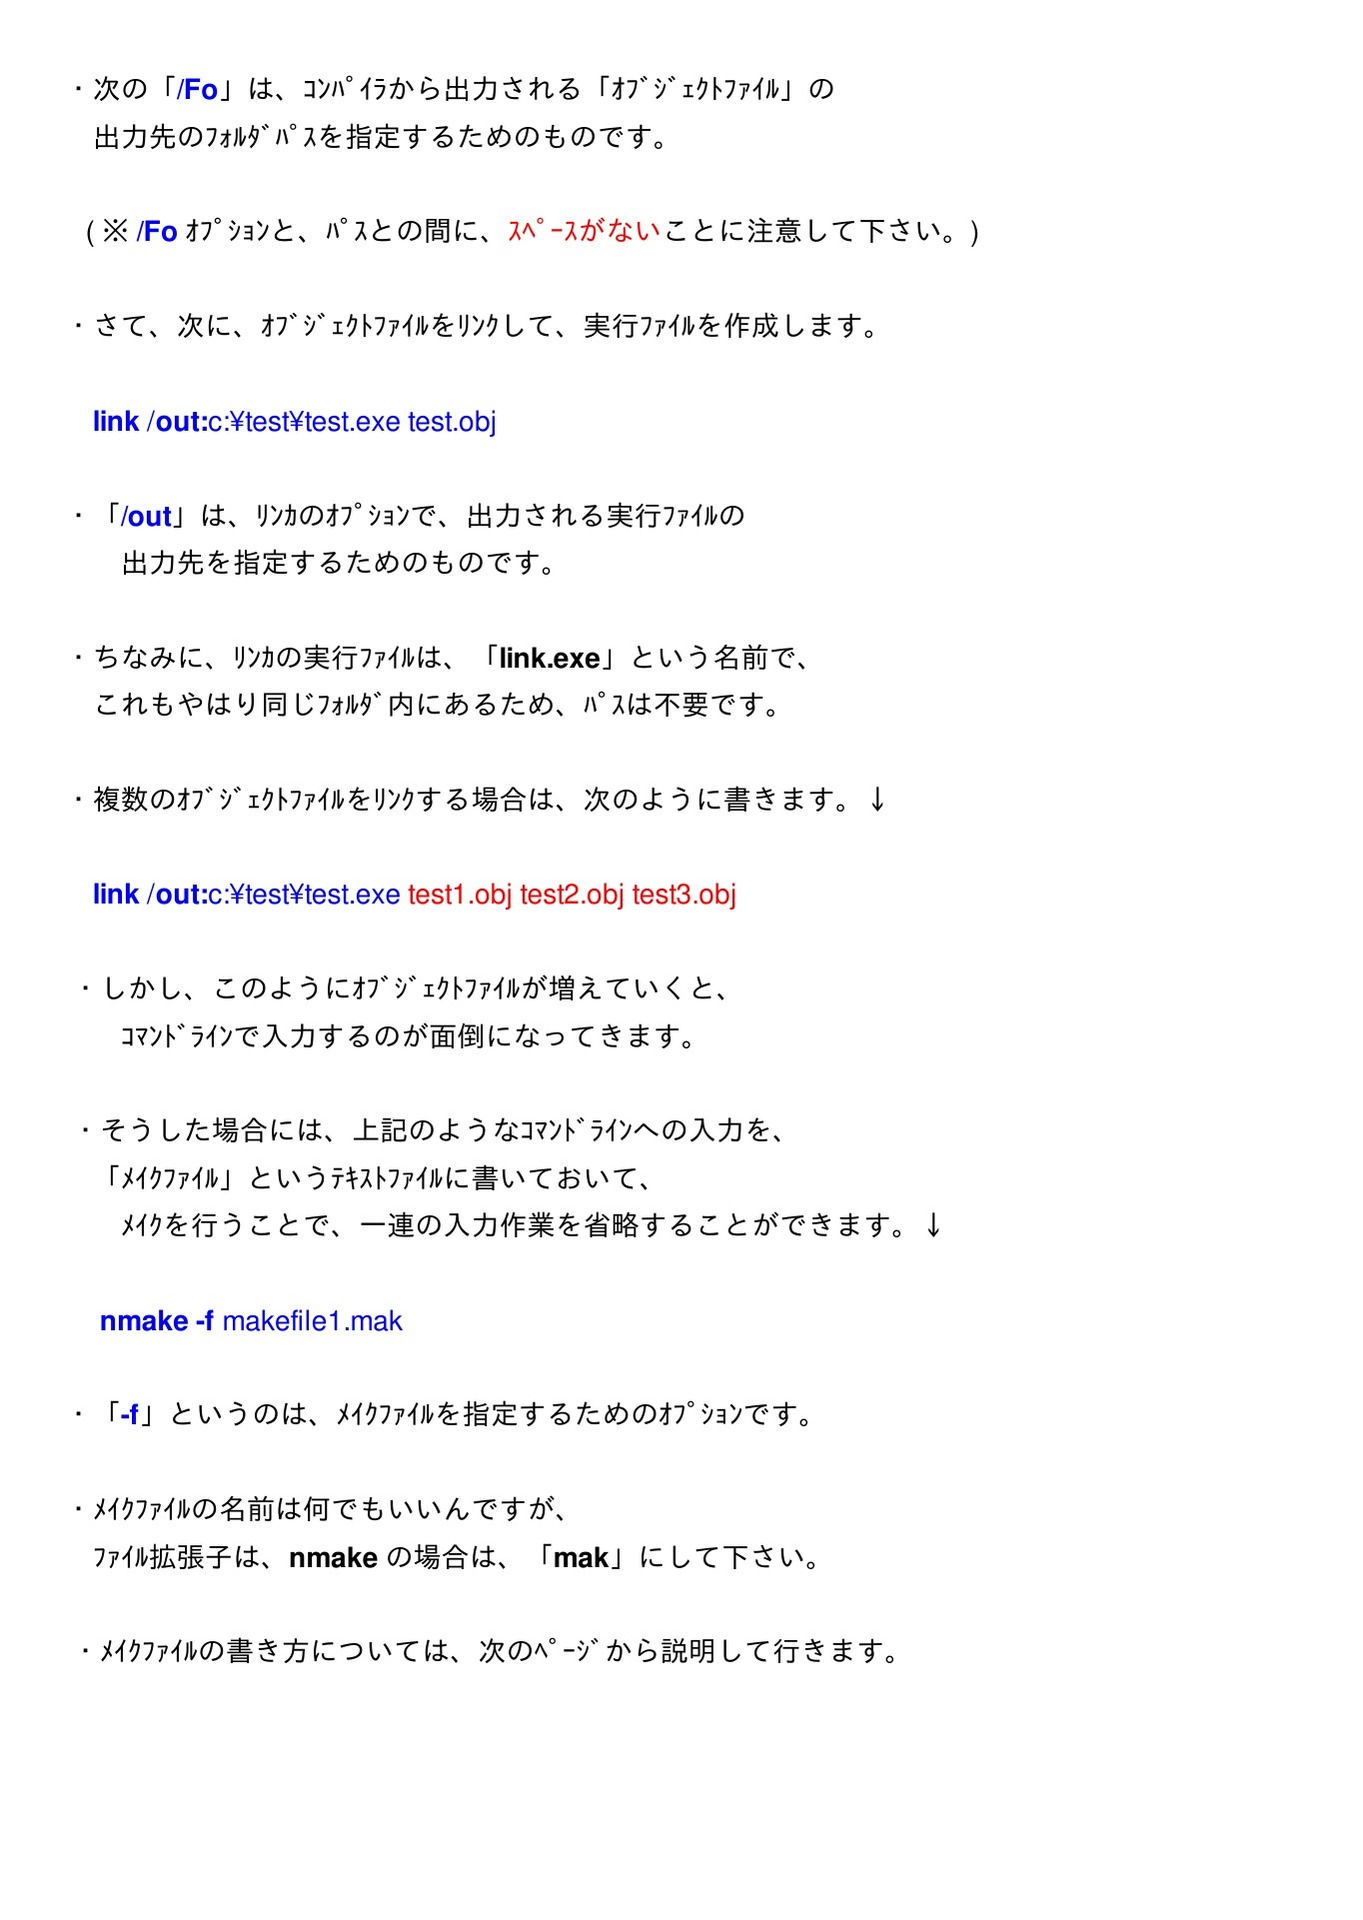 ・次の「/Fo」は、ｺﾝﾊﾟｲﾗから出力される「ｵﾌﾞｼﾞｪｸﾄﾌｧｲﾙ」の
出力先のﾌｫﾙﾀﾞﾊﾟｽを指定するためのものです。
(※ /Fo ｵﾌﾟｼｮﾝと、ﾊﾟｽとの間に、ｽﾍﾟｰｽがないことに注意して下さい。)
・さて、次に、ｵﾌﾞｼﾞｪｸﾄﾌｧｲﾙをﾘﾝｸして、実行ﾌｧｲﾙを作成します。
link /out:c:¥test¥test.exe test.obj
・「/out」は、ﾘﾝｶのｵﾌﾟｼｮﾝで、出力される実行ﾌｧｲﾙの
出力先を指定するためのものです。
・ちなみに、ﾘﾝｶの実行ﾌｧｲﾙは、「link.exe」という名前で、
これもやはり同じﾌｫﾙﾀﾞ内にあるため、ﾊﾟｽは不要です。
・複数のｵﾌﾞｼﾞｪｸﾄﾌｧｲﾙをﾘﾝｸする場合は、次のように書きます。↓
link /out:c:¥test¥test.exe test1.obj test2.obj test3.obj
・しかし、このようにｵﾌﾞｼﾞｪｸﾄﾌｧｲﾙが増えていくと、
ｺﾏﾝﾄﾞﾗｲﾝで入力するのが面倒になってきます。
・そうした場合には、上記のようなｺﾏﾝﾄﾞﾗｲﾝへの入力を、
「ﾒｲｸﾌｧｲﾙ」というﾃｷｽﾄﾌｧｲﾙに書いておいて、
ﾒｲｸを行うことで、一連の入力作業を省略することができます。↓
nmake -f makefile1.mak
・「-f」というのは、ﾒｲｸﾌｧｲﾙを指定するためのｵﾌﾟｼｮﾝです。
・ﾒｲｸﾌｧｲﾙの名前は何でもいいんですが、
ﾌｧｲﾙ拡張子は、nmake の場合は、「mak」にして下さい。
・ﾒｲｸﾌｧｲﾙの書き方については、次のﾍﾟｰｼﾞから説明して行きます。